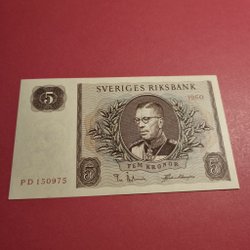 SVERIGES RIKSBANK
5
1960
FEM KRONOR
PD 150975
5